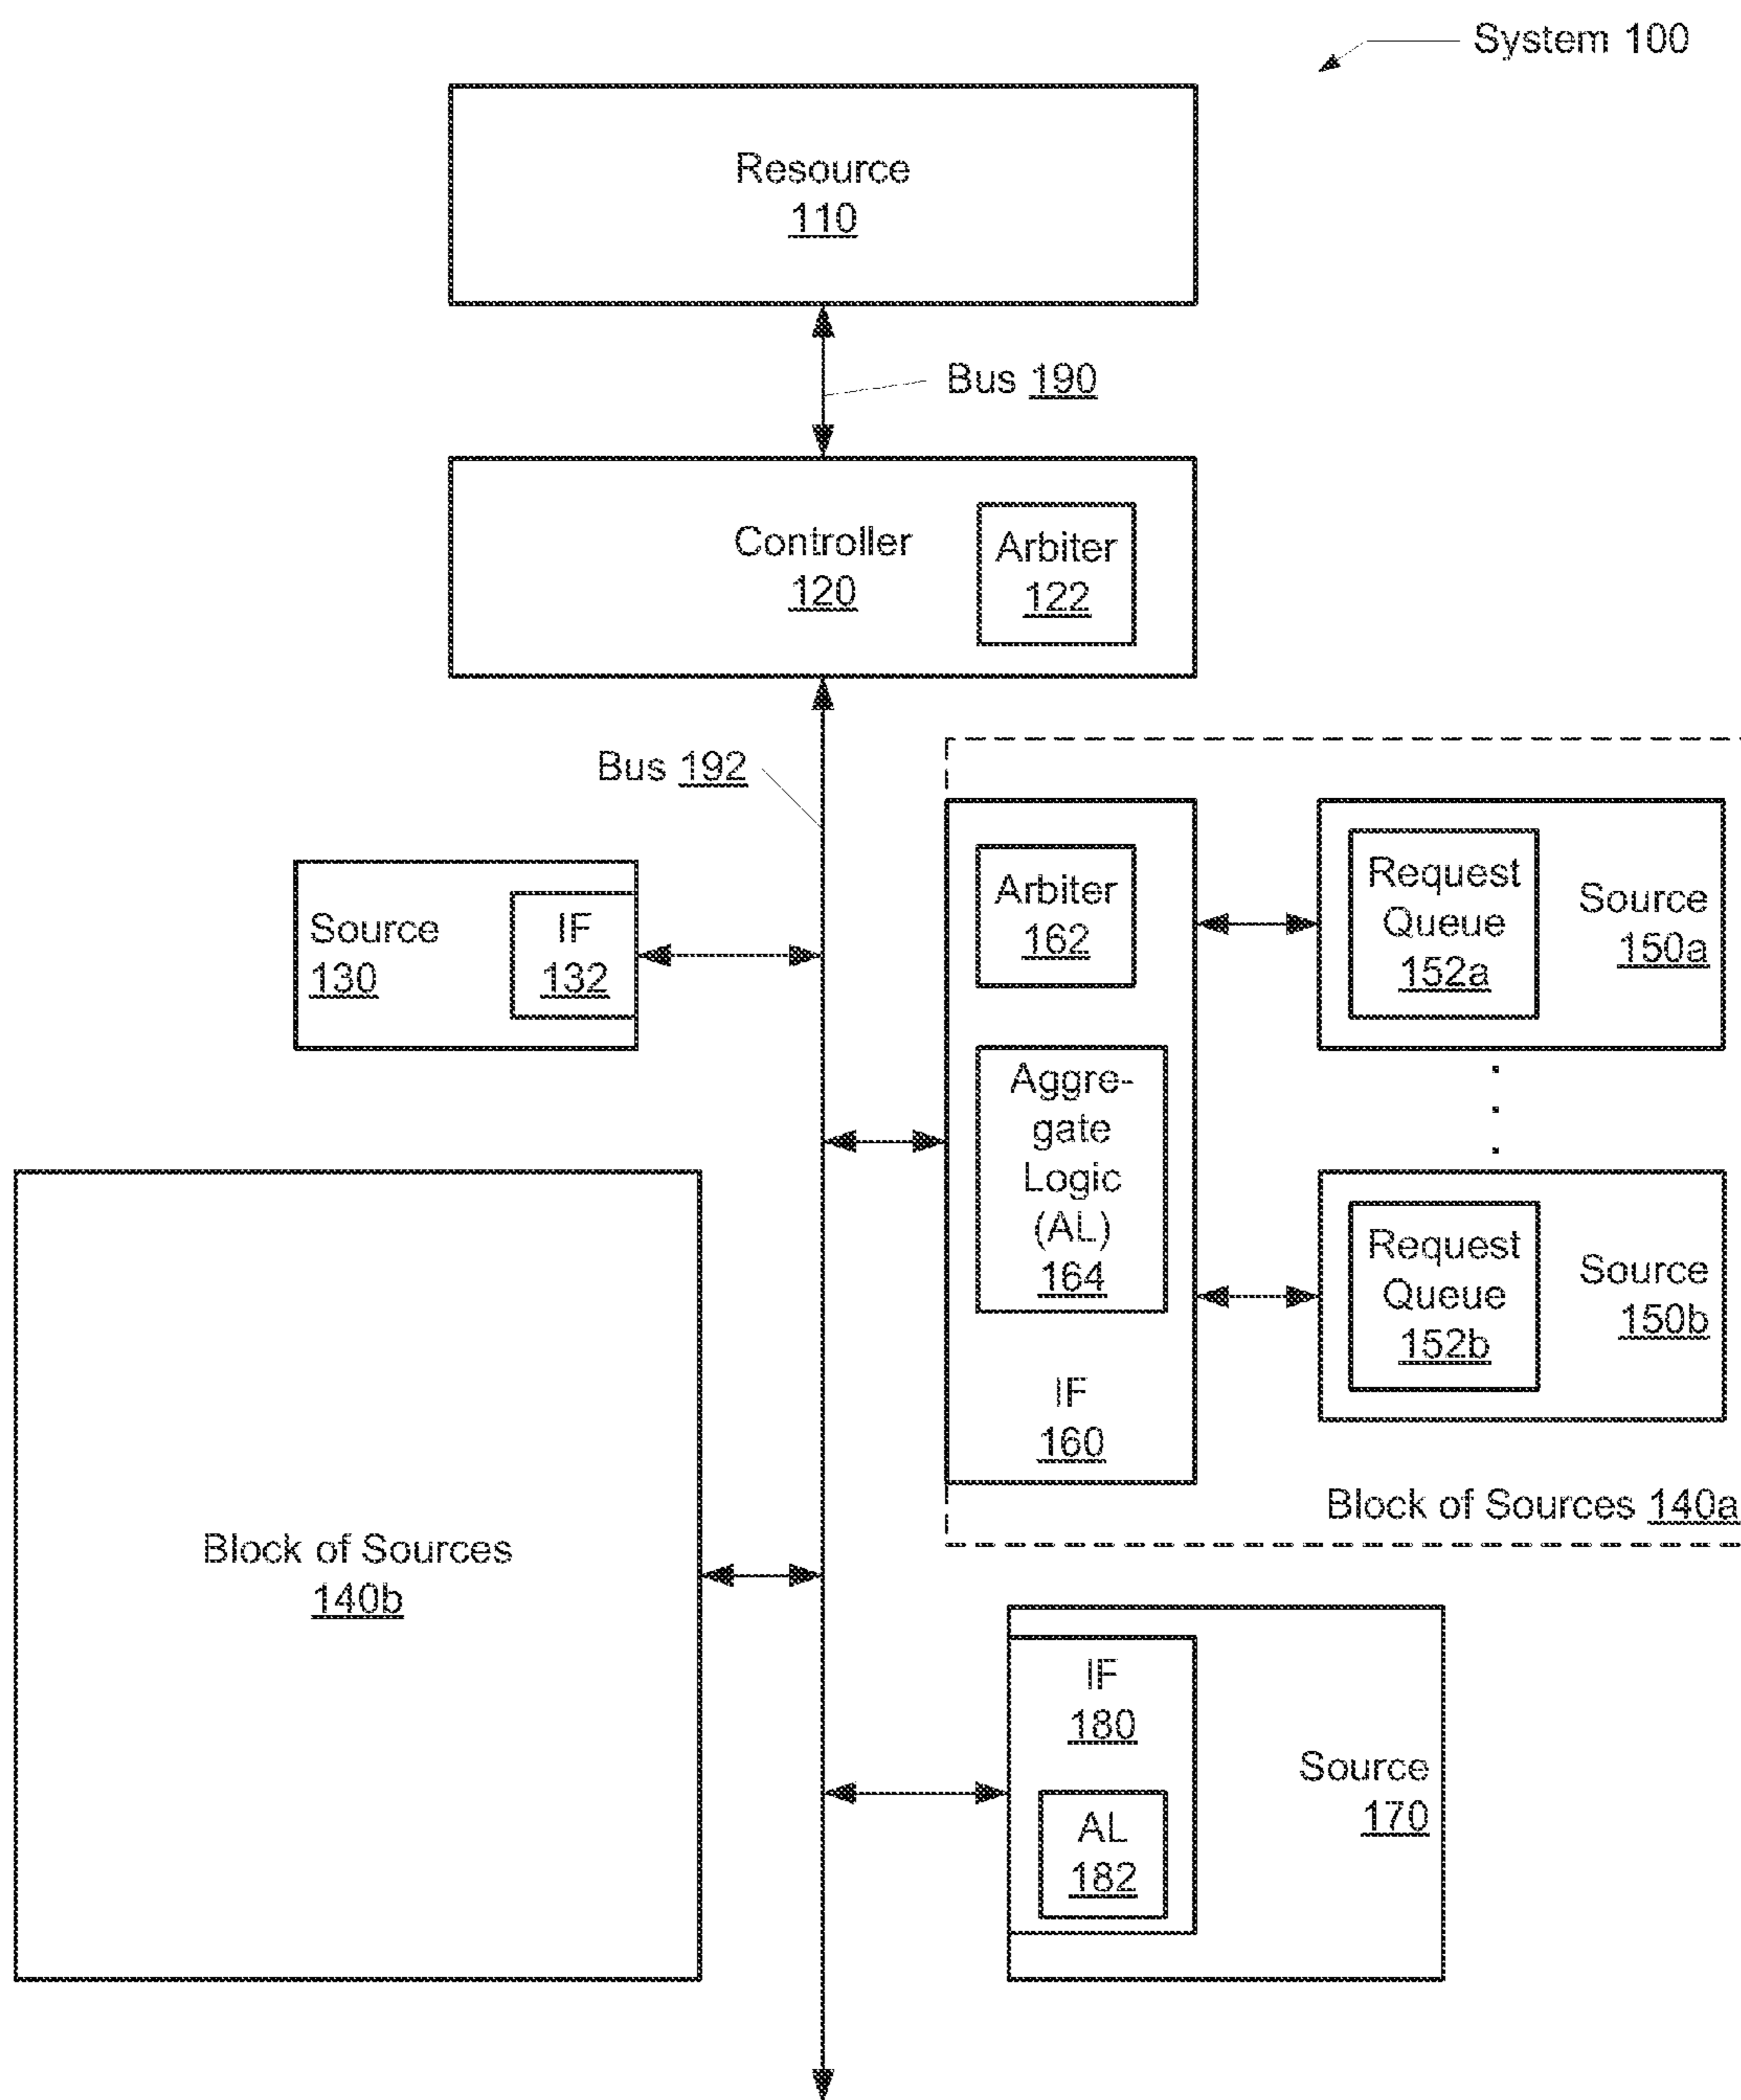 System 100
Resource
110
Bus 190
Controller
120
Arbiter
122
Bus 192
Source
130
IF
132
Arbiter
162
Aggre-
gate
Logic
(AL)
164
IF
160
Request
Queue
152a
Source
150a
Request
Queue
152b
Source
150b
Block of Sources 140a
Block of Sources
140b
IF
180
AL
182
Source
170